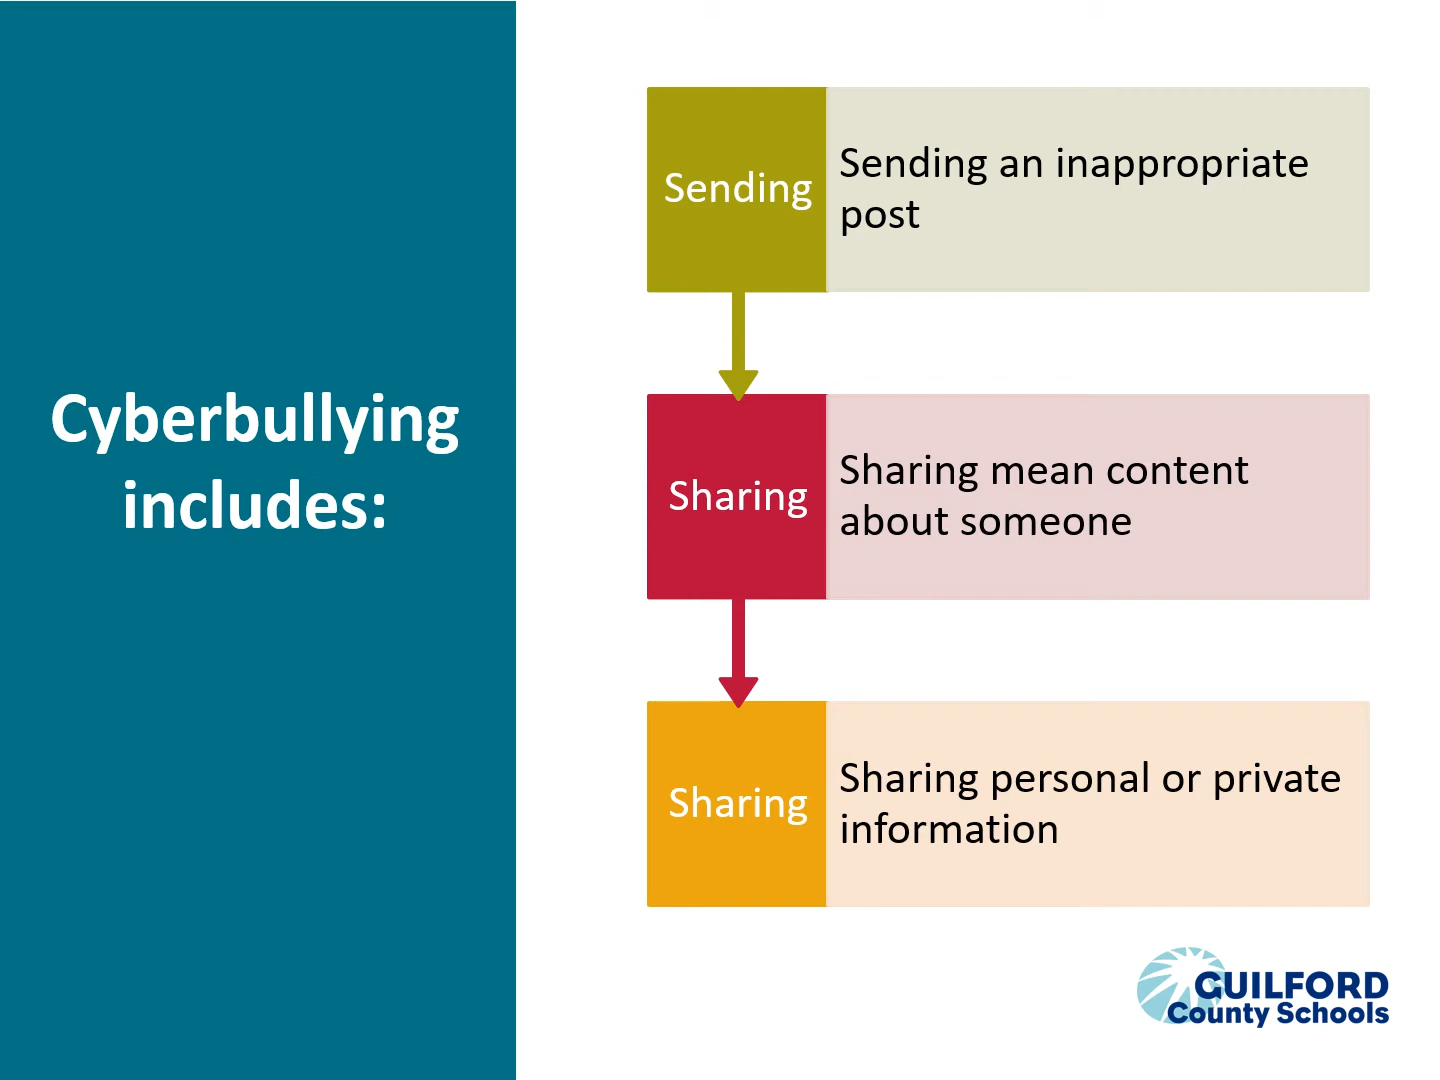 Cyberbullying
includes:
Sending
Sending an inappropriate
post
Sharing
Sharing mean content
about someone
Sharing
Sharing personal or private
information
GUILFORD
County Schools